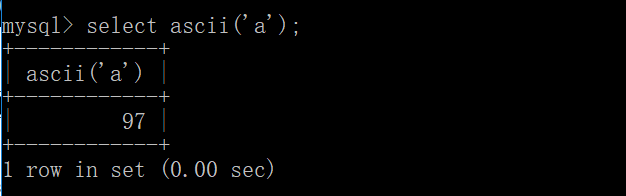 mysql> select ascii('a');
+------------+
| ascii('a') |
+------------+
|         97 |
+------------+
1 row in set (0.00 sec)